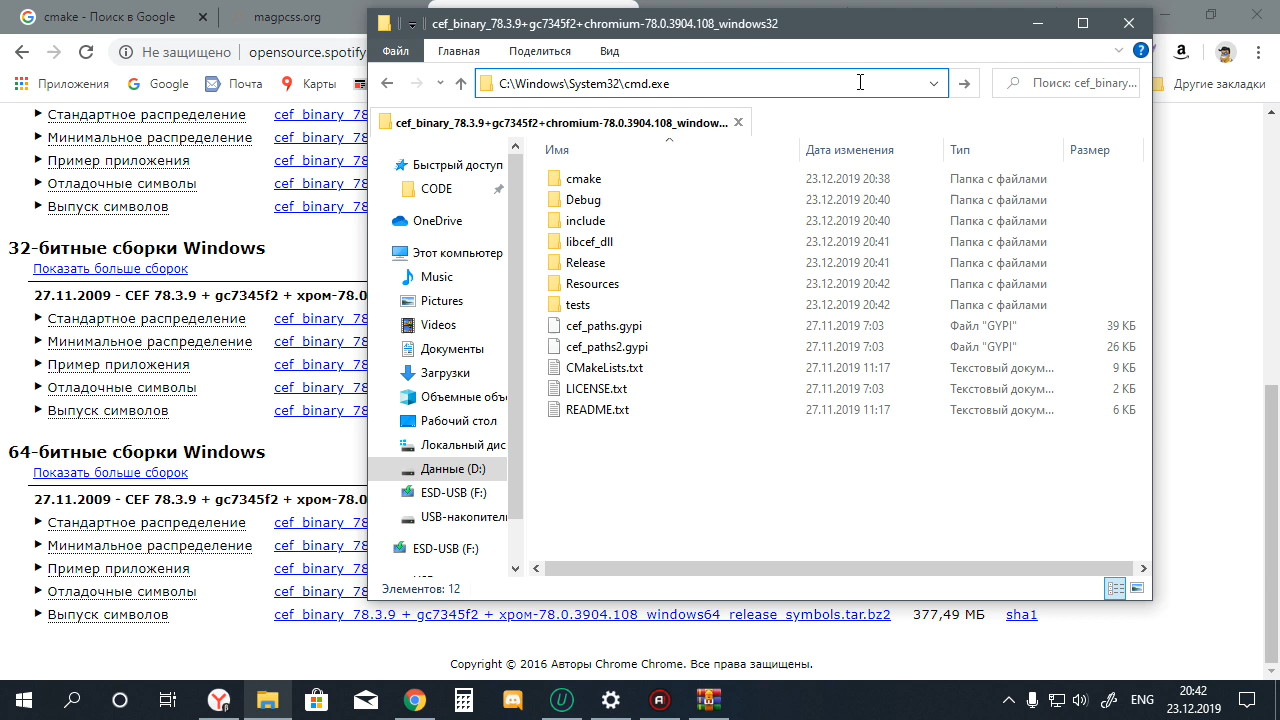 cmake - Поиск в Google
magpcss.org
cef_binary_78.3.9+gc7345f2+chromium-78.0.3904.108_windows32
Файл
Главная
Поделиться
Вид
Не защищено
opensource.spotify
C:\Windows\System32\cmd.exe
Поиск: cef_binary...
Приложения
Google
Почта
Карты
Другие закладки
cef_binary_78.3.9+gc7345f2+chromium-78.0.3904.108_window...
Стандартное распределение cef_binary_78
Минимальное распределение cef_binary_78
Пример приложения cef_binary_78
Отладочные символы cef_binary_78
Выпуск символов cef_binary_78
32-битные сборки Windows
Показать больше сборок
27.11.2009 - CEF 78.3.9 + gc7345f2 + хром-78.0
Стандартное распределение cef_binary_78
Минимальное распределение cef_binary_78
Пример приложения cef_binary_78
Отладочные символы cef_binary_78
Выпуск символов cef_binary_78
64-битные сборки Windows
Показать больше сборок
27.11.2009 - CEF 78.3.9 + gc7345f2 + хром-78.0
Стандартное распределение cef_binary_78
Минимальное распределение cef_binary_78
Пример приложения cef_binary_78
Отладочные символы cef_binary_78
Выпуск символов cef_binary_78.3.9 + gc7345f2 + хром-78.0.3904.108_windows64_release_symbols.tar.bz2 377,49 МБ sha1
Copyright © 2016 Авторы Chrome Chrome. Все права защищены.
Быстрый доступ
CODE
OneDrive
Этот компьютер
Music
Pictures
Videos
Документы
Загрузки
Объемные объе
Рабочий стол
Локальный дис
Данные (D:)
ESD-USB (F:)
USB-накопител
ESD-USB (F:)
Имя Дата изменения Тип Размер
cmake 23.12.2019 20:38 Папка с файлами
Debug 23.12.2019 20:40 Папка с файлами
include 23.12.2019 20:40 Папка с файлами
libcef_dll 23.12.2019 20:41 Папка с файлами
Release 23.12.2019 20:41 Папка с файлами
Resources 23.12.2019 20:42 Папка с файлами
tests 23.12.2019 20:42 Папка с файлами
cef_paths.gypi 27.11.2019 7:03 Файл "GYPI" 39 КБ
cef_paths2.gypi 27.11.2019 7:03 Файл "GYPI" 26 КБ
CMakeLists.txt 27.11.2019 11:17 Текстовый докум... 9 КБ
LICENSE.txt 27.11.2019 7:03 Текстовый докум... 2 КБ
README.txt 27.11.2019 11:17 Текстовый докум... 6 КБ
Элементов: 12
ENG
20:42
23.12.2019